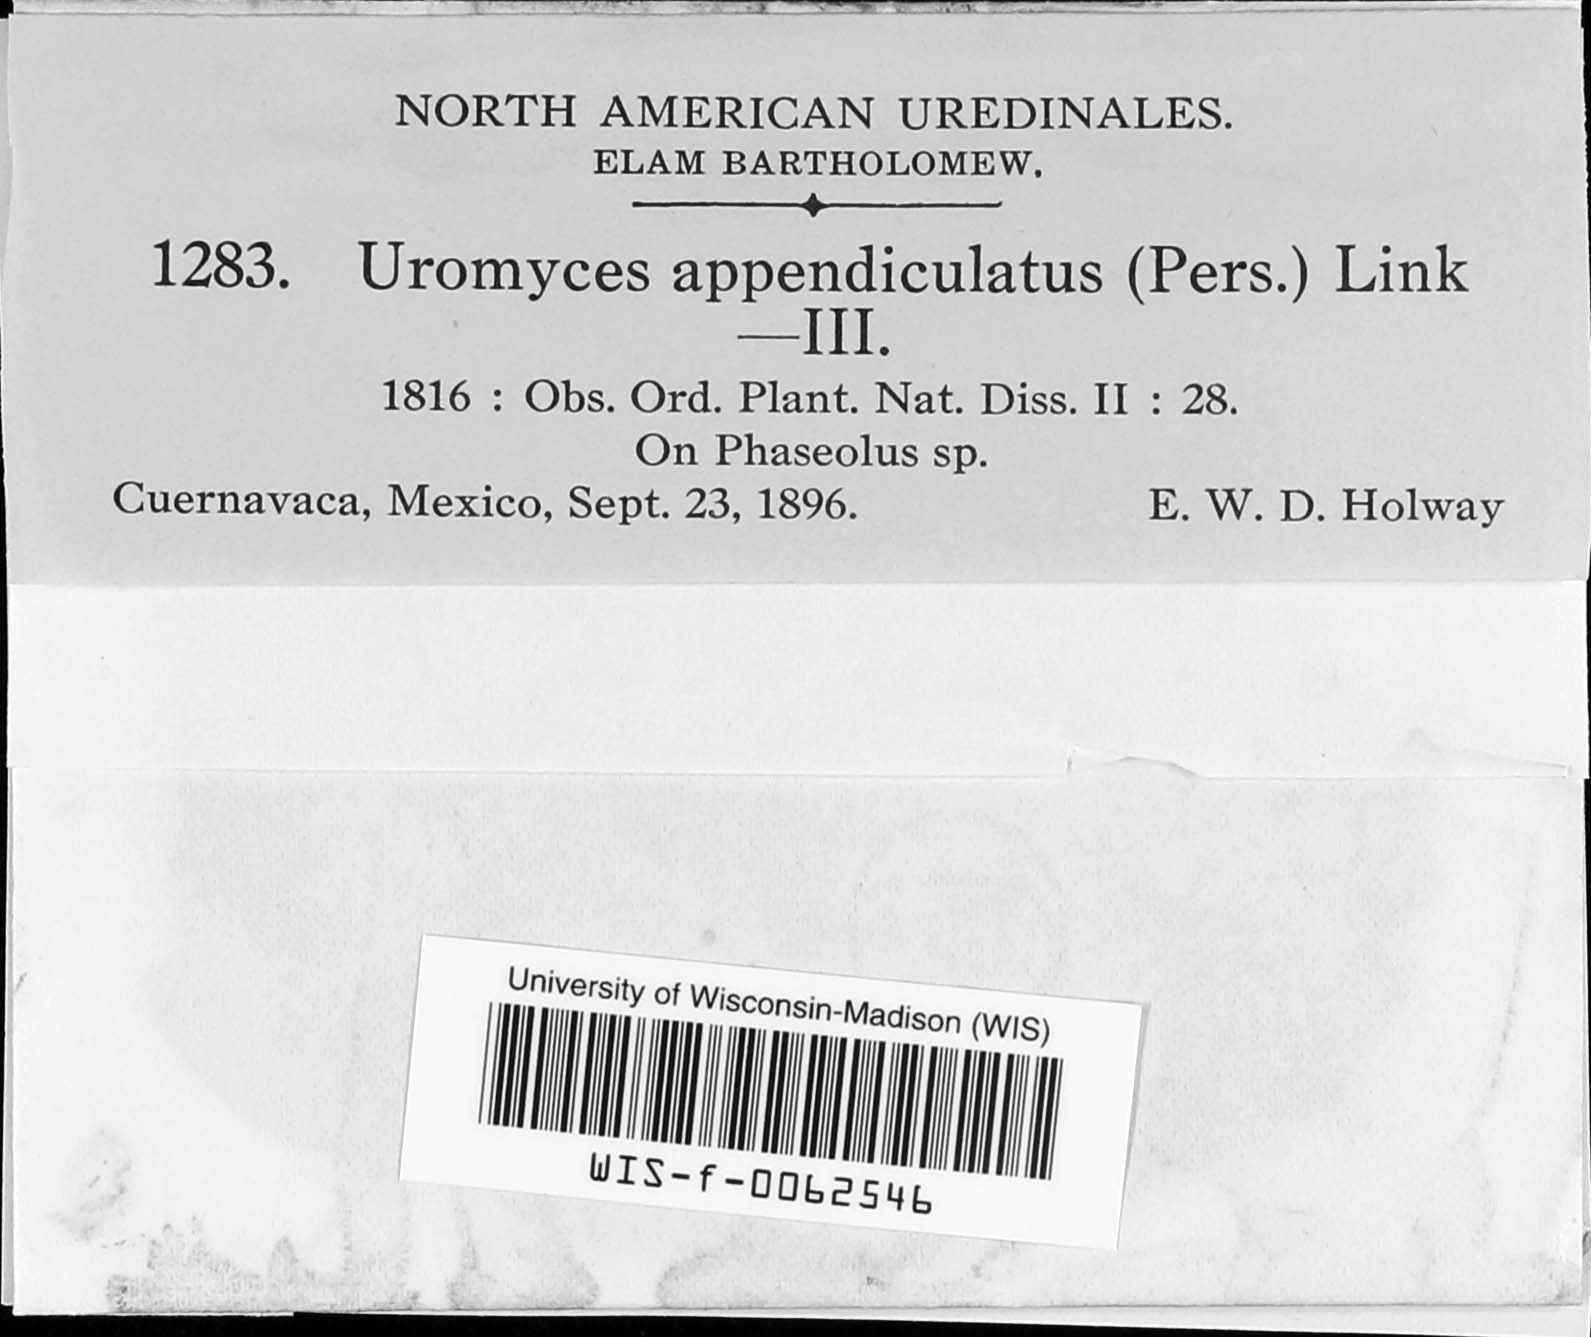 NORTH AMERICAN UREDINALES.
ELAM BARTHOLOMEW.
1283. Uromyces appendiculatus (Pers.) Link
—III.
1816 : Obs. Ord. Plant. Nat. Diss. II : 28.
On Phaseolus sp.
Cuernavaca, Mexico, Sept. 23, 1896. E. W. D. Holway
University of Wisconsin-Madison (WIS)
WIS-f-0062546